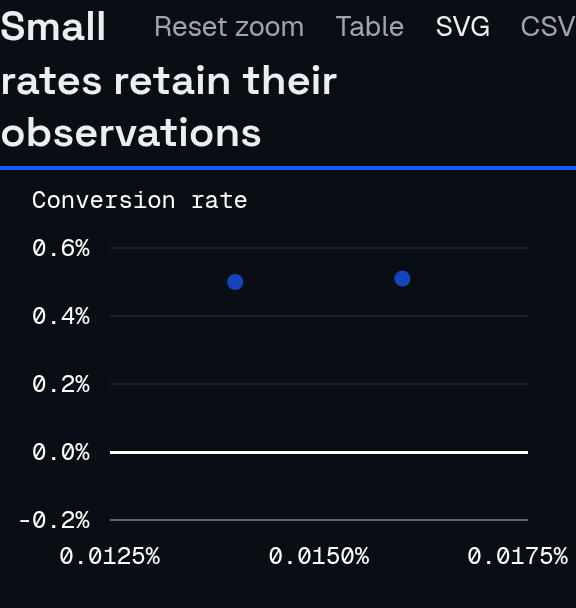 Small
Reset zoom Table SVG CSV
rates retain their
observations
Conversion rate
0.6%
0.4%
0.2%
0.0%
-0.2%
0.0125% 0.0150% 0.0175%